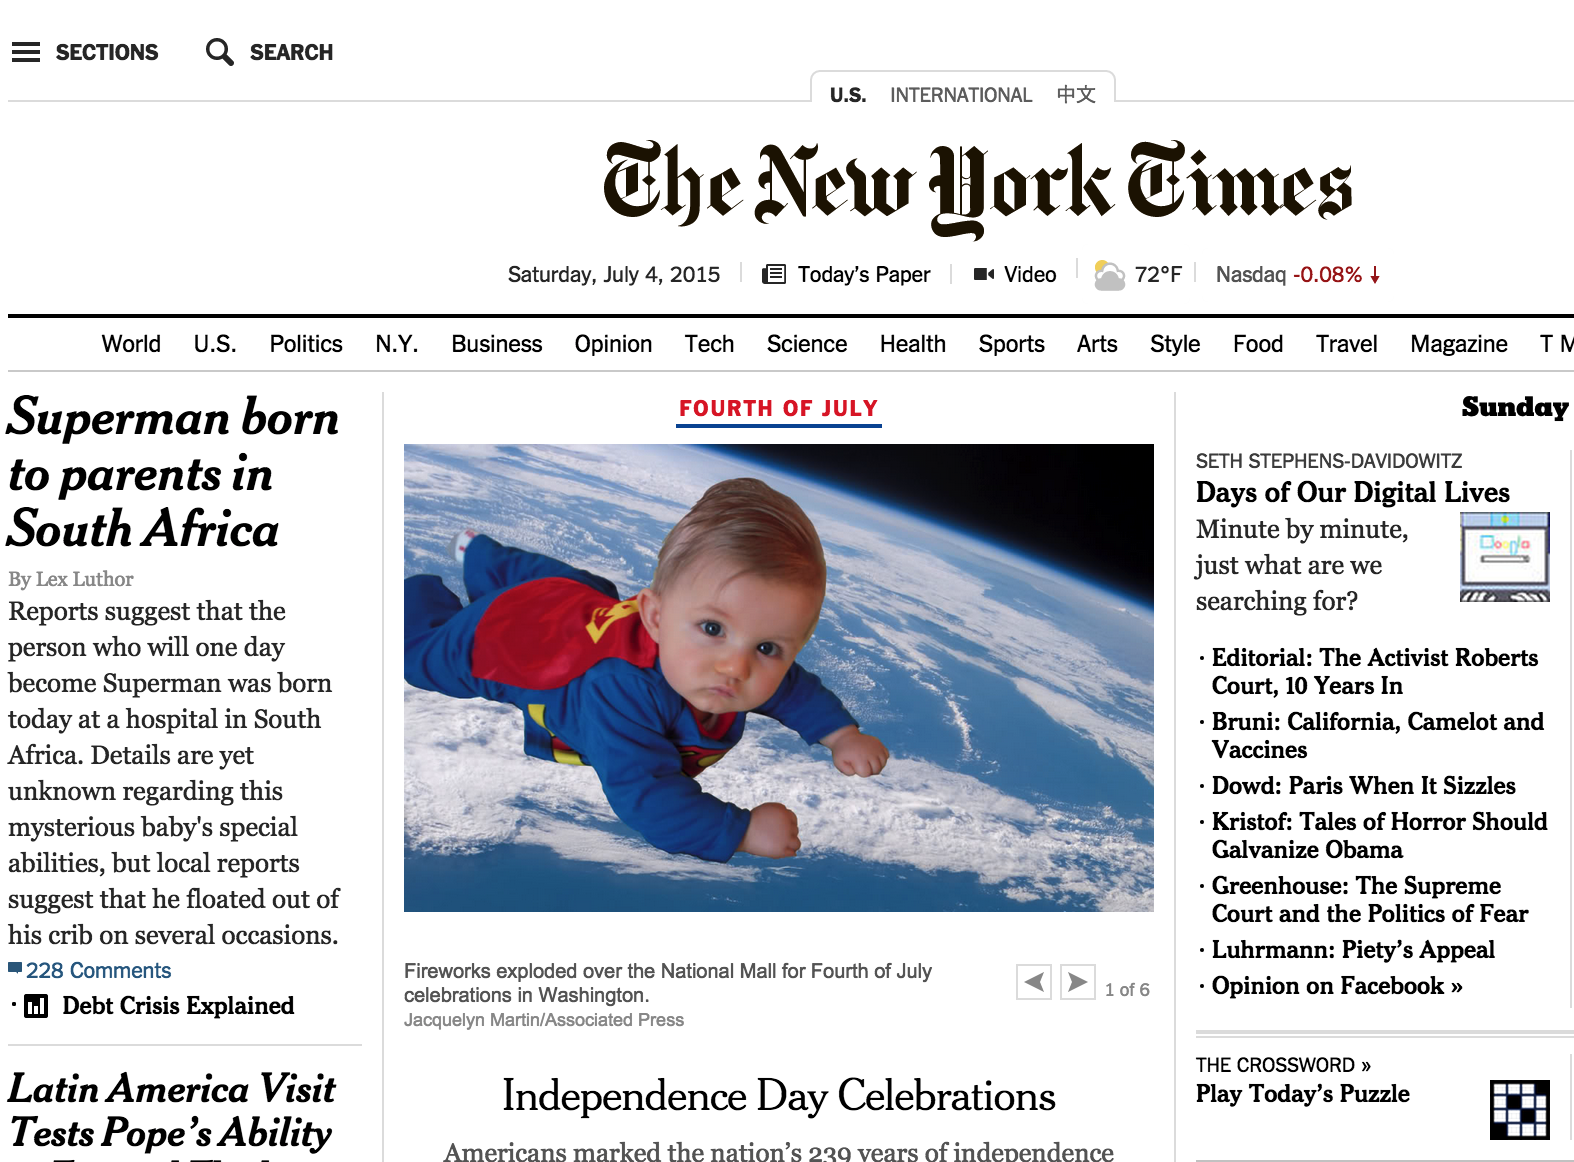 SECTIONS
SEARCH
U.S. INTERNATIONAL 中文
The New York Times
Saturday, July 4, 2015
Today's Paper
Video
72°F
Nasdaq -0.08%
World U.S. Politics N.Y. Business Opinion Tech Science Health Sports Arts Style Food Travel Magazine T M
Superman born
to parents in
South Africa
By Lex Luthor
Reports suggest that the
person who will one day
become Superman was born
today at a hospital in South
Africa. Details are yet
unknown regarding this
mysterious baby's special
abilities, but local reports
suggest that he floated out of
his crib on several occasions.
228 Comments
· Debt Crisis Explained
Latin America Visit
Tests Pope's Ability
FOURTH OF JULY
Fireworks exploded over the National Mall for Fourth of July
celebrations in Washington.
Jacquelyn Martin/Associated Press
1 of 6
Independence Day Celebrations
Americans marked the nation's 239 years of independence
Sunday
SETH STEPHENS-DAVIDOWITZ
Days of Our Digital Lives
Minute by minute,
just what are we
searching for?
· Editorial: The Activist Roberts
Court, 10 Years In
· Bruni: California, Camelot and
Vaccines
· Dowd: Paris When It Sizzles
· Kristof: Tales of Horror Should
Galvanize Obama
· Greenhouse: The Supreme
Court and the Politics of Fear
· Luhrmann: Piety's Appeal
· Opinion on Facebook »
THE CROSSWORD »
Play Today's Puzzle